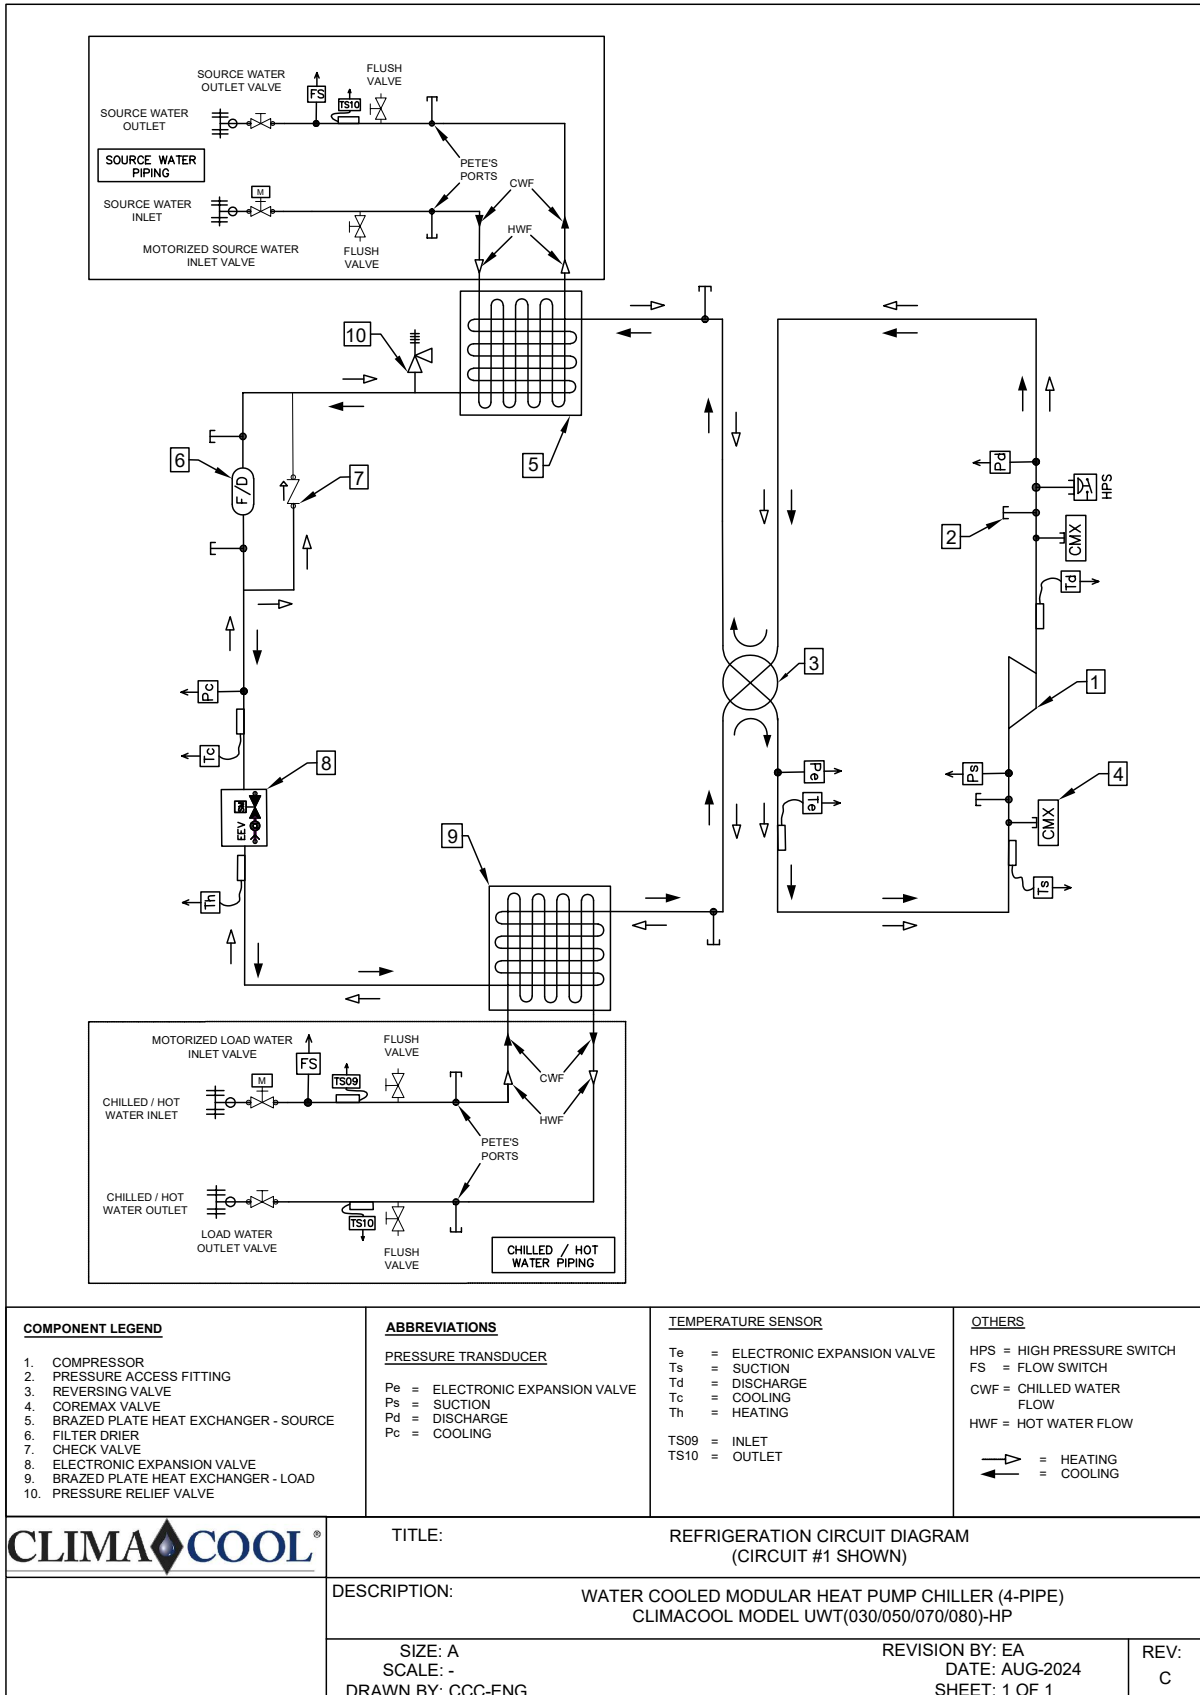 SOURCE WATER
OUTLET VALVE
FLUSH
VALVE
FS
TS10
SOURCE WATER
OUTLET
SOURCE WATER
PIPING
PETE'S
PORTS
CWF
M
SOURCE WATER
INLET
HWF
MOTORIZED SOURCE WATER
INLET VALVE
FLUSH
VALVE
10
5
6
F/D
7
Pd
HPS
2
CMX
Td
3
1
Pc
Tc
8
EEV
Pe
Te
Ps
4
CMX
Ts
9
Th
MOTORIZED LOAD WATER
INLET VALVE
FLUSH
VALVE
FS
M
TS09
CWF
CHILLED / HOT
WATER INLET
HWF
PETE'S
PORTS
CHILLED / HOT
WATER OUTLET
TS10
LOAD WATER
OUTLET VALVE
FLUSH
VALVE
CHILLED / HOT
WATER PIPING
COMPONENT LEGEND
1. COMPRESSOR
2. PRESSURE ACCESS FITTING
3. REVERSING VALVE
4. COREMAX VALVE
5. BRAZED PLATE HEAT EXCHANGER - SOURCE
6. FILTER DRIER
7. CHECK VALVE
8. ELECTRONIC EXPANSION VALVE
9. BRAZED PLATE HEAT EXCHANGER - LOAD
10. PRESSURE RELIEF VALVE
ABBREVIATIONS
PRESSURE TRANSDUCER
Pe = ELECTRONIC EXPANSION VALVE
Ps = SUCTION
Pd = DISCHARGE
Pc = COOLING
TEMPERATURE SENSOR
Te = ELECTRONIC EXPANSION VALVE
Ts = SUCTION
Td = DISCHARGE
Tc = COOLING
Th = HEATING
TS09 = INLET
TS10 = OUTLET
OTHERS
HPS = HIGH PRESSURE SWITCH
FS = FLOW SWITCH
CWF = CHILLED WATER
FLOW
HWF = HOT WATER FLOW
= HEATING
= COOLING
CLIMACOOL®
TITLE: REFRIGERATION CIRCUIT DIAGRAM
(CIRCUIT #1 SHOWN)
DESCRIPTION: WATER COOLED MODULAR HEAT PUMP CHILLER (4-PIPE)
CLIMACOOL MODEL UWT(030/050/070/080)-HP
SIZE: A
SCALE: -
DRAWN BY: CCC-ENG
REVISION BY: EA
DATE: AUG-2024
SHEET: 1 OF 1
REV:
C